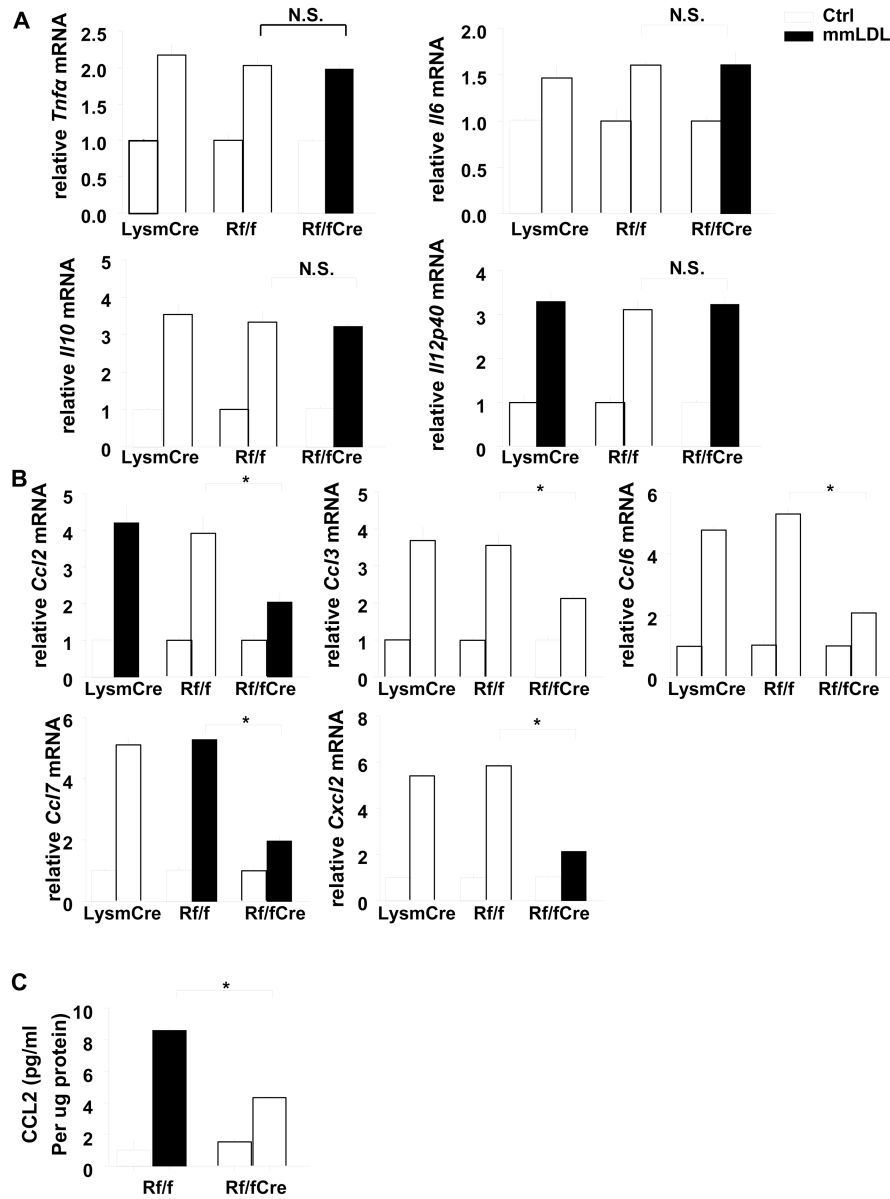 A
N.S.
N.S.
Ctrl
mmLDL
relative Tnfα mRNA
2.5
2.0
1.5
1.0
0.5
0.0
LysmCre Rf/f Rf/fCre
relative Il6 mRNA
2.0
1.5
1.0
0.5
0.0
LysmCre Rf/f Rf/fCre
N.S.
relative Il10 mRNA
5
4
3
2
1
0
LysmCre Rf/f Rf/fCre
N.S.
relative Il12p40 mRNA
4
3
2
1
0
LysmCre Rf/f Rf/fCre
B
*
relative Ccl2 mRNA
5
4
3
2
1
0
LysmCre Rf/f Rf/fCre
*
relative Ccl3 mRNA
5
4
3
2
1
0
LysmCre Rf/f Rf/fCre
*
relative Ccl6 mRNA
6
4
2
0
LysmCre Rf/f Rf/fCre
*
relative Ccl7 mRNA
6
4
2
0
LysmCre Rf/f Rf/fCre
*
relative Cxcl2 mRNA
8
6
4
2
0
LysmCre Rf/f Rf/fCre
C
*
CCL2 (pg/ml
Per ug protein)
10
8
6
4
2
0
Rf/f Rf/fCre